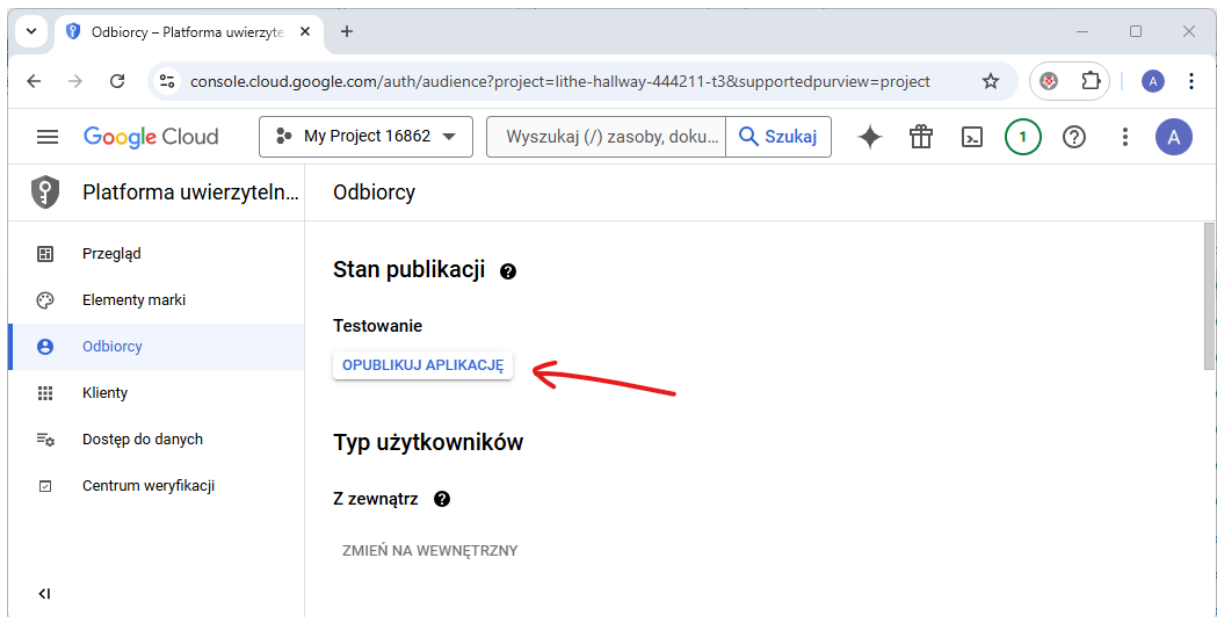 Odbiorcy – Platforma uwierzyte
console.cloud.google.com/auth/audience?project=lithe-hallway-444211-t3&supportedpurview=project
A
Google Cloud
My Project 16862
Wyszukaj (/) zasoby, doku...
Szukaj
1
A
Platforma uwierzyteln...
Odbiorcy
Przegląd
Elementy marki
Odbiorcy
Klienty
Dostęp do danych
Centrum weryfikacji
Stan publikacji
Testowanie
OPUBLIKUJ APLIKACJĘ
Typ użytkowników
Z zewnątrz
ZMIEŃ NA WEWNĘTRZNY